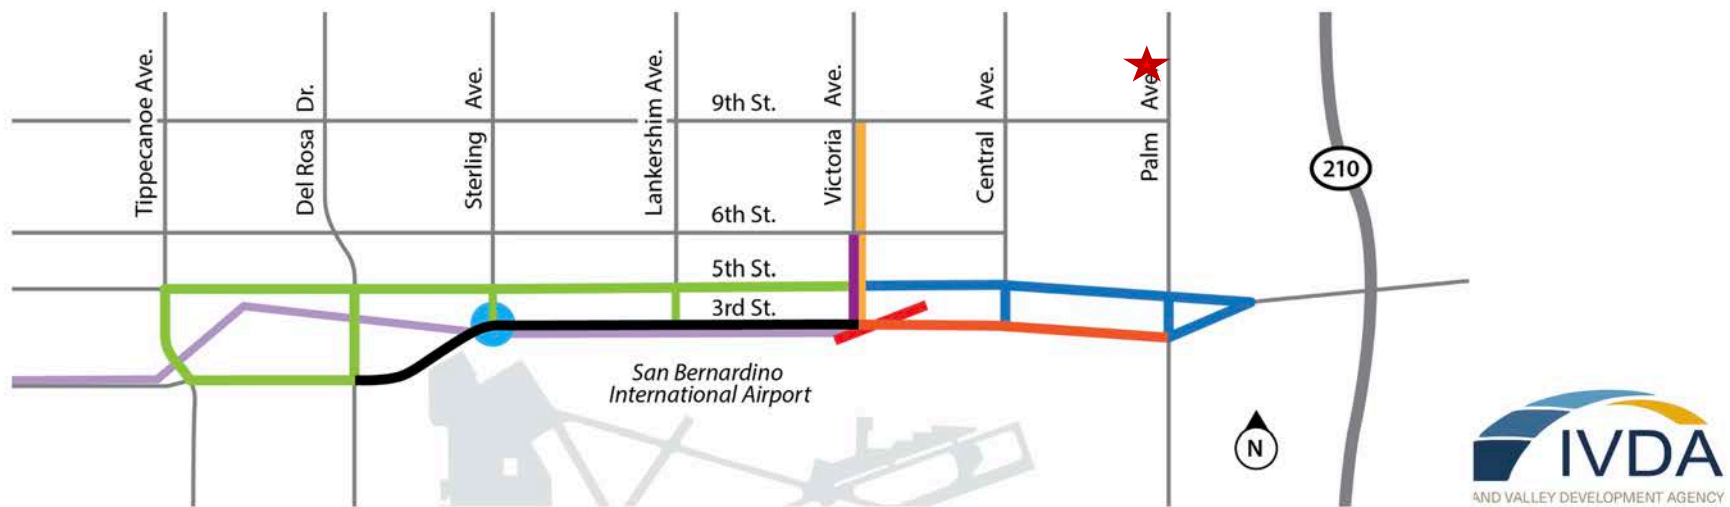 Tippecanoe Ave.
Del Rosa Dr.
Sterling Ave.
Lankershim Ave.
Victoria Ave.
Central Ave.
Palm Ave
9th St.
6th St.
5th St.
3rd St.
210
San Bernardino
International Airport
N
IVDA
AND VALLEY DEVELOPMENT AGENCY